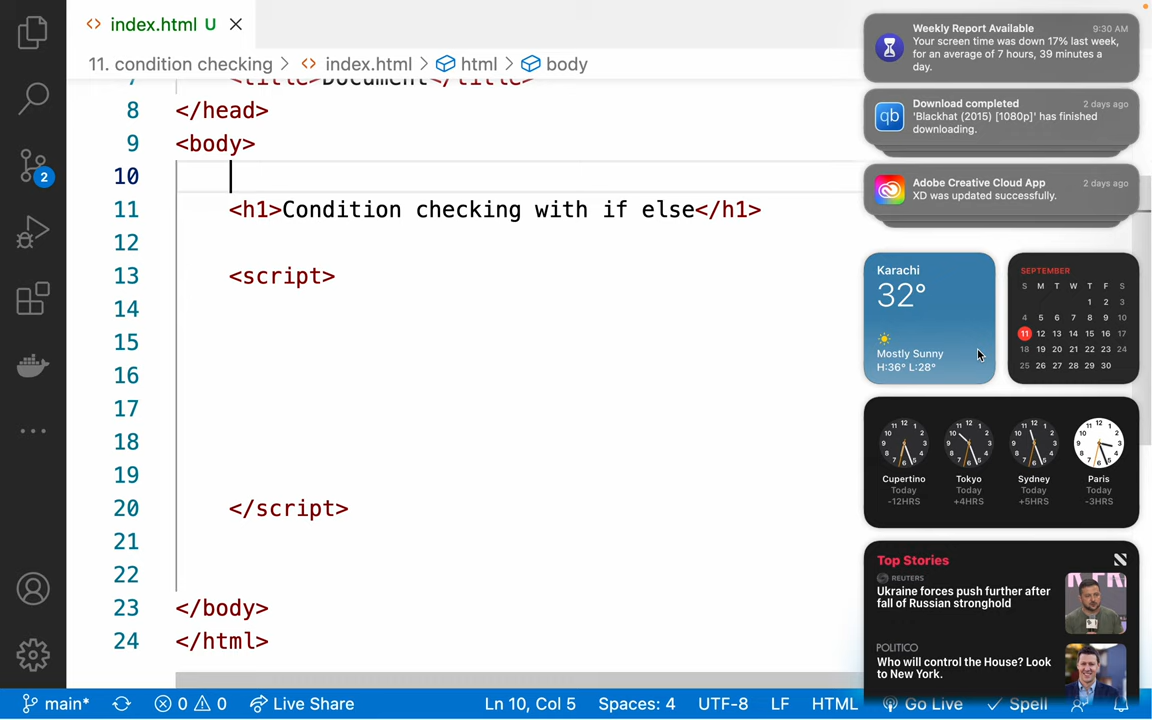 index.html U
11. condition checking > index.html > html > body
7 <title>Document</title>
8 </head>
9 <body>
10
11 <h1>Condition checking with if else</h1>
12
13 <script>
14
15
16
17
18
19
20 </script>
21
22
23 </body>
24 </html>
2
main* 0 0 Live Share Ln 10, Col 5 Spaces: 4 UTF-8 LF HTML Go Live Spell
Weekly Report Available 9:30 AM
Your screen time was down 17% last week,
for an average of 7 hours, 39 minutes a
day.
qb
Download completed 2 days ago
'Blackhat (2015) [1080p]' has finished
downloading.
Adobe Creative Cloud App 2 days ago
XD was updated successfully.
Karachi
32°
Mostly Sunny
H:36° L:28°
SEPTEMBER
S M T W T F S
1 2 3
4 5 6 7 8 9 10
11 12 13 14 15 16 17
18 19 20 21 22 23 24
25 26 27 28 29 30
Cupertino Tokyo Sydney Paris
Today Today Today Today
-12HRS +4HRS +5HRS -3HRS
Top Stories
REUTERS
Ukraine forces push further after
fall of Russian stronghold
POLITICO
Who will control the House? Look
to New York.